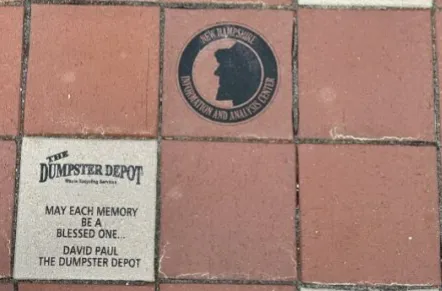 NEW HAMPSHIRE
INFORMATION AND ANALYSIS CENTER
THE
DUMPSTER DEPOT
MAY EACH MEMORY
BE A
BLESSED ONE...
DAVID PAUL
THE DUMPSTER DEPOT